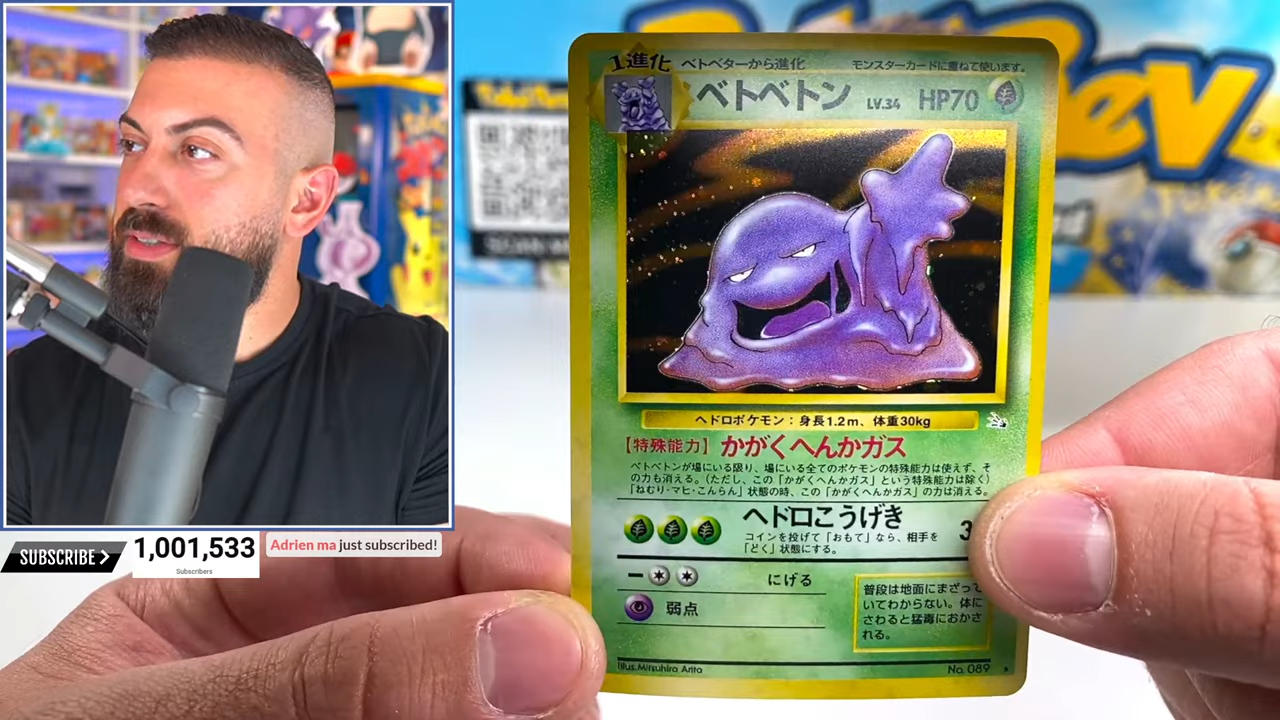 1進化
ベトベターから進化
モンスターカードに重ねて使います。
ベトベトン LV.34 HP70
ヘドロポケモン：身長1.2m、体重30kg
【特殊能力】かがくへんかガス
ベトベトンが場にいる限り、場にいる全てのポケモンの特殊能力は使えず、そ
の力も消える。（ただし、この「かがくへんかガス」という特殊能力は除く）
「ねむり・マヒ・こんらん」状態の時、この「かがくへんかガス」の力は消える。
ヘドロこうげき 3
コインを投げて「おもて」なら、相手を
「どく」状態にする。
にげる
弱点
普段は地面にまざって
いてわからない。体に
さわると猛毒におかさ
れる。
Illus.Mitsuhiro Arita
No. 089
SUBSCRIBE
1,001,533
Subscribers
Adrien ma just subscribed!